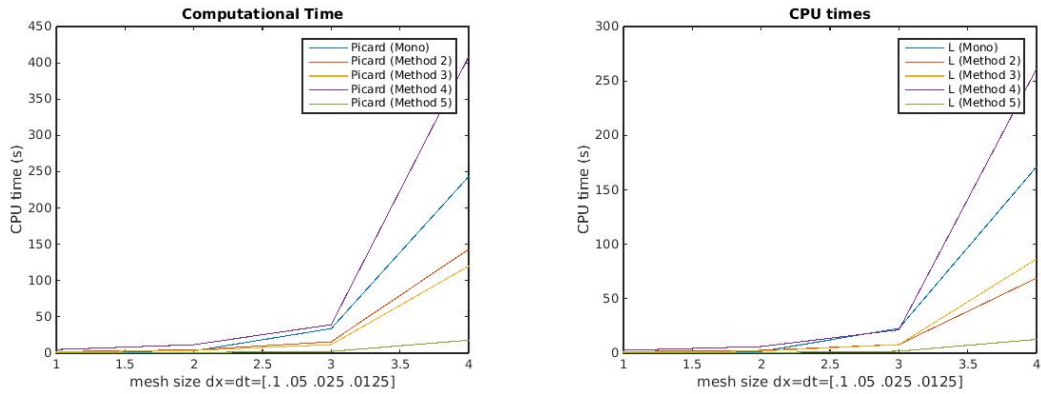 Computational Time
450
400
350
300
250
200
150
100
50
0
CPU time (s)
Picard (Mono)
Picard (Method 2)
Picard (Method 3)
Picard (Method 4)
Picard (Method 5)
1 1.5 2 2.5 3 3.5 4
mesh size dx=dt=[.1 .05 .025 .0125]
CPU times
300
250
200
150
100
50
0
CPU time (s)
L (Mono)
L (Method 2)
L (Method 3)
L (Method 4)
L (Method 5)
1 1.5 2 2.5 3 3.5 4
mesh size dx=dt=[.1 .05 .025 .0125]